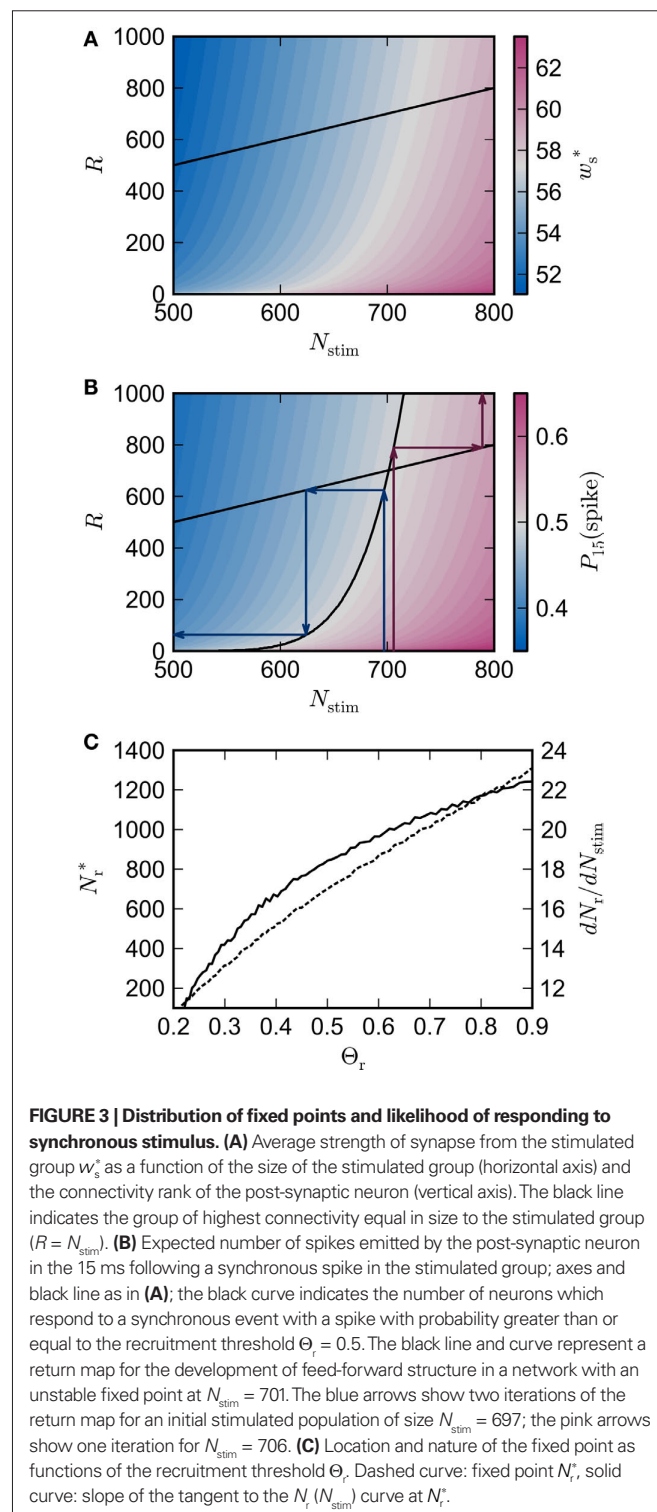 A
1000
800
600
400
200
0
R
500
600
700
800
N_stim
62
60
58
56
54
52
w_s*
B
1000
800
600
400
200
0
R
500
600
700
800
N_stim
0.6
0.5
0.4
P_15(spike)
C
1400
1200
1000
800
600
400
200
N_r*
0.2 0.3 0.4 0.5 0.6 0.7 0.8 0.9
Θ_r
24
22
20
18
16
14
12
dN_r/dN_stim
FIGURE 3 | Distribution of fixed points and likelihood of responding to
synchronous stimulus. (A) Average strength of synapse from the stimulated
group w_s* as a function of the size of the stimulated group (horizontal axis) and
the connectivity rank of the post-synaptic neuron (vertical axis). The black line
indicates the group of highest connectivity equal in size to the stimulated group
(R = N_stim). (B) Expected number of spikes emitted by the post-synaptic neuron
in the 15 ms following a synchronous spike in the stimulated group; axes and
black line as in (A); the black curve indicates the number of neurons which
respond to a synchronous event with a spike with probability greater than or
equal to the recruitment threshold Θ_r = 0.5. The black line and curve represent a
return map for the development of feed-forward structure in a network with an
unstable fixed point at N_stim = 701. The blue arrows show two iterations of the
return map for an initial stimulated population of size N_stim = 697; the pink arrows
show one iteration for N_stim = 706. (C) Location and nature of the fixed point as
functions of the recruitment threshold Θ_r. Dashed curve: fixed point N_r*, solid
curve: slope of the tangent to the N_r (N_stim) curve at N_r*.